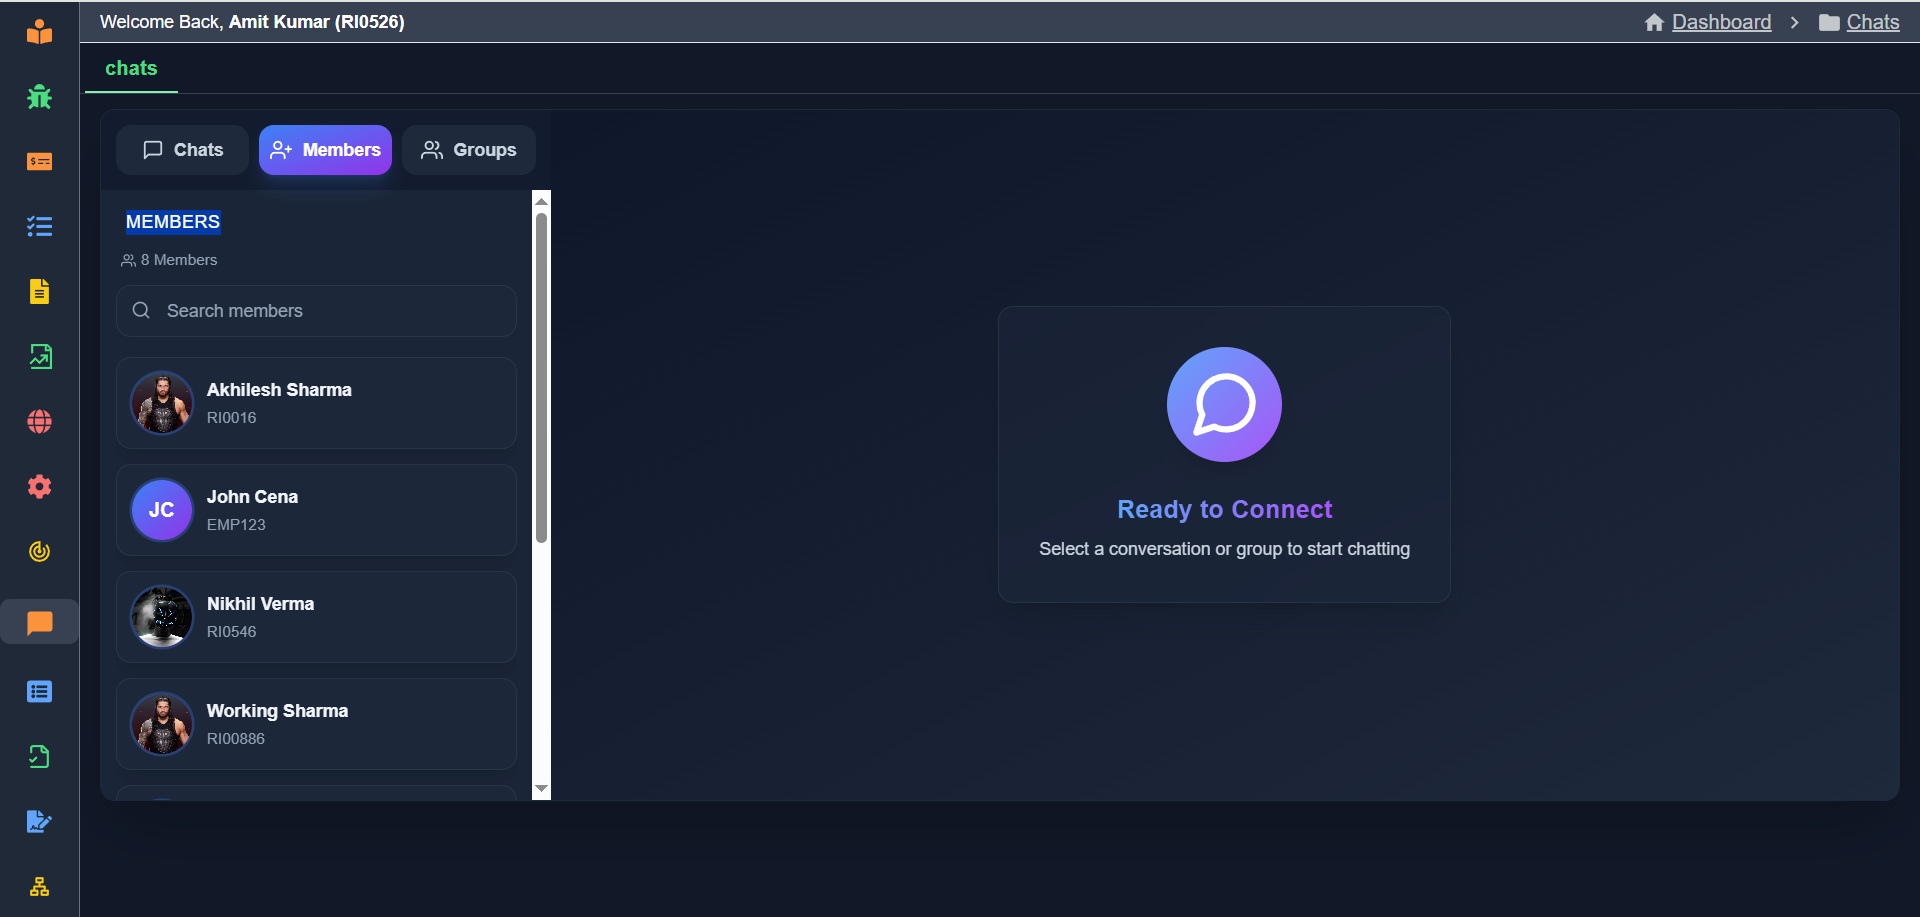 Welcome Back, Amit Kumar (RI0526)
Dashboard > Chats
chats
Chats
Members
Groups
MEMBERS
8 Members
Search members
Akhilesh Sharma
RI0016
JC
John Cena
EMP123
Nikhil Verma
RI0546
Working Sharma
RI00886
Ready to Connect
Select a conversation or group to start chatting